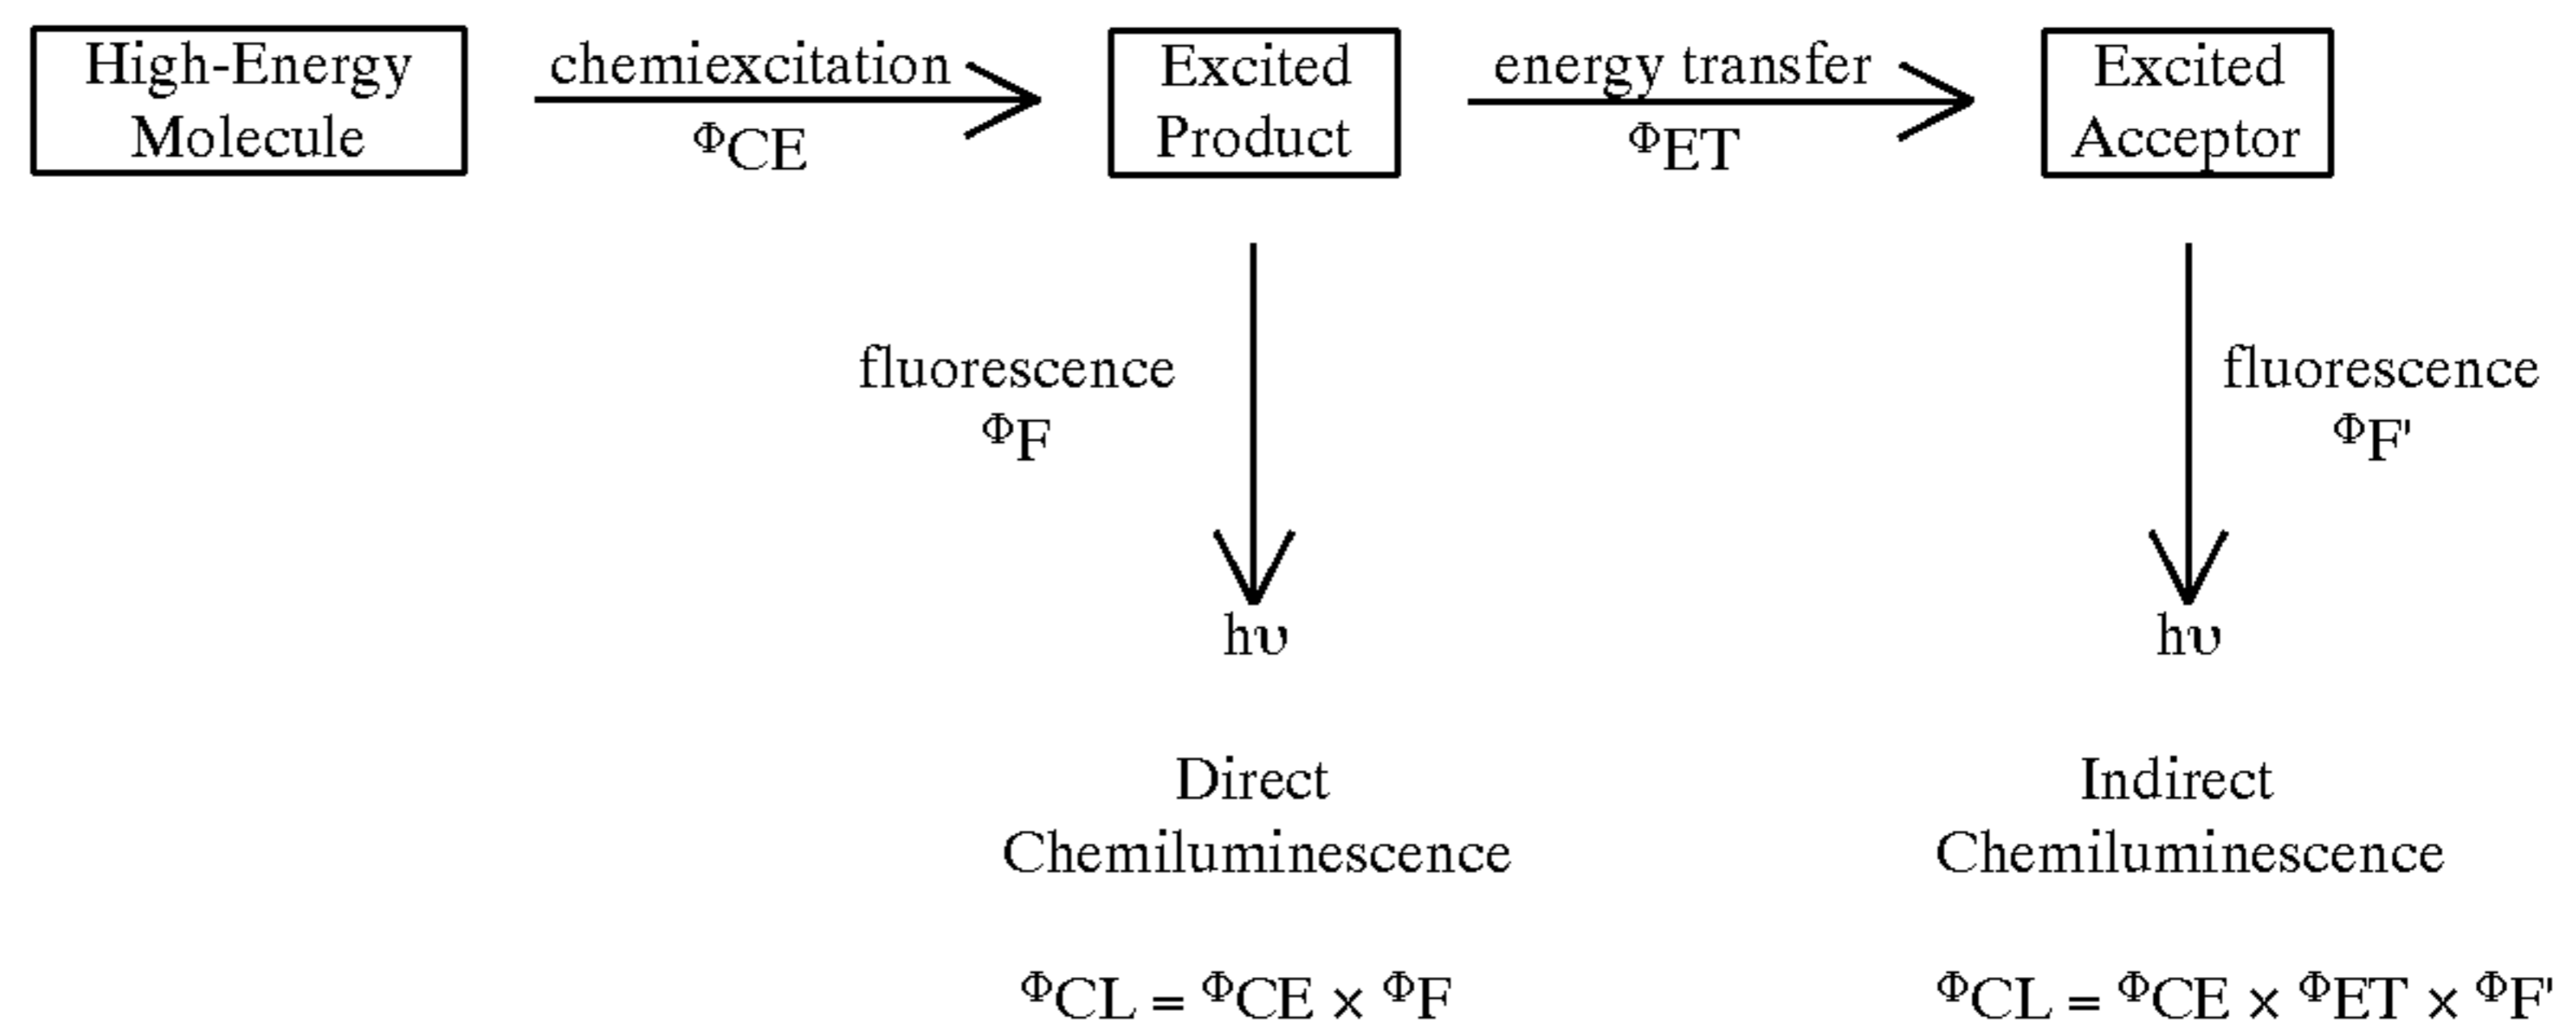 High-Energy
Molecule
chemiexcitation
ΦCE
Excited
Product
energy transfer
ΦET
Excited
Acceptor
fluorescence
ΦF
fluorescence
ΦF'
hυ
hυ
Direct
Chemiluminescence
Indirect
Chemiluminescence
ΦCL = ΦCE × ΦF
ΦCL = ΦCE × ΦET × ΦF'